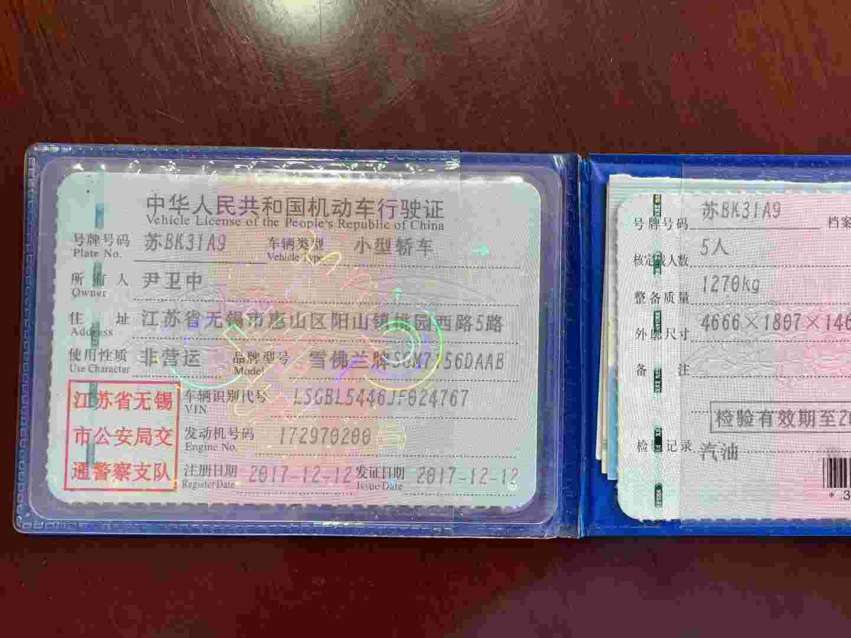 中华人民共和国机动车行驶证
Vehicle License of the People's Republic of China
号牌号码 苏BK31A9 车辆类型 小型轿车
Plate No. Vehicle Type
所有人 尹卫中
Owner
住址 江苏省无锡市惠山区阳山镇桃园西路5路
Address
使用性质 非营运 品牌型号 雪佛兰牌SGM7156DAAB
Use Character Model
江苏省无锡
市公安局交
通警察支队
车辆识别代号 LSGBL5446JF024767
VIN
发动机号码 172970200
Engine No.
注册日期 2017-12-12 发证日期 2017-12-12
Register Date Issue Date
号牌号码 苏BK31A9 档案
核定载人数 5人
整备质量 1270kg
外廓尺寸 4666×1807×146
备注
检验有效期至20
检验记录 汽油
*3